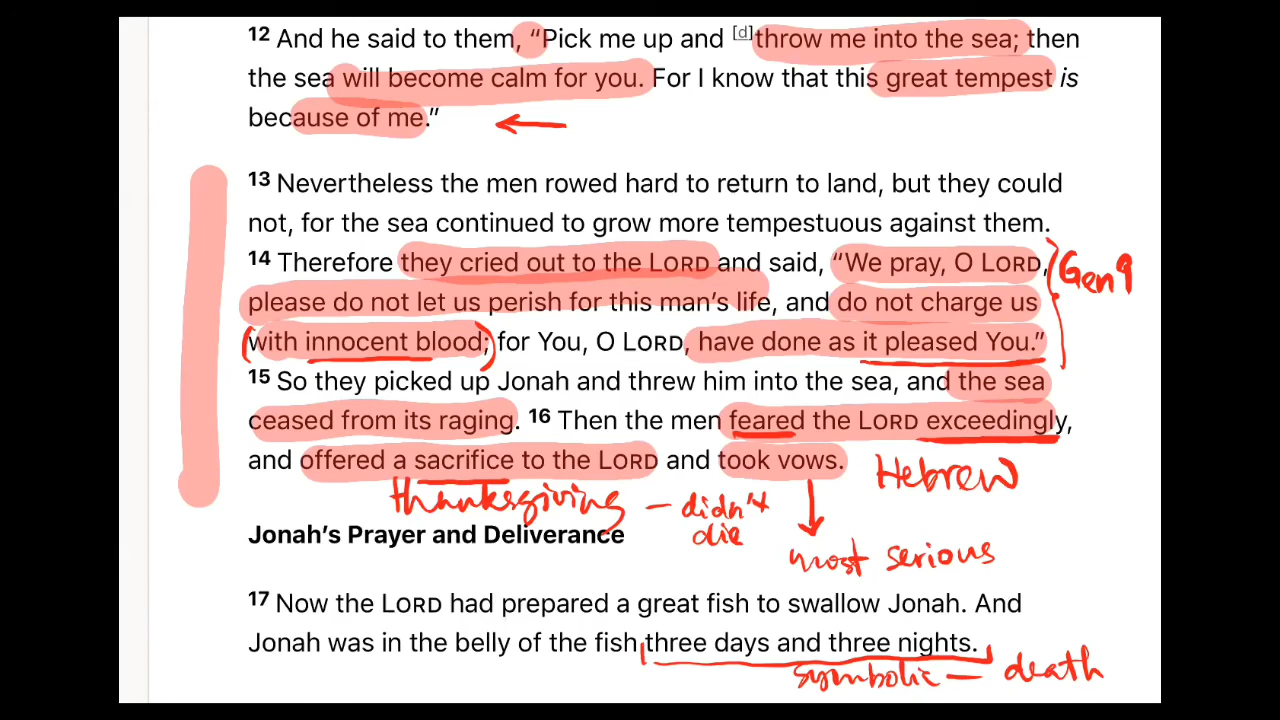 12 And he said to them, “Pick me up and [d]throw me into the sea; then
the sea will become calm for you. For I know that this great tempest is
because of me.”
13 Nevertheless the men rowed hard to return to land, but they could
not, for the sea continued to grow more tempestuous against them.
14 Therefore they cried out to the LORD and said, “We pray, O LORD,
Gen 9
please do not let us perish for this man’s life, and do not charge us
with innocent blood; for You, O LORD, have done as it pleased You.”
15 So they picked up Jonah and threw him into the sea, and the sea
ceased from its raging. 16 Then the men feared the LORD exceedingly,
and offered a sacrifice to the LORD and took vows.
Hebrew
thanksgiving — didn't
die
Jonah’s Prayer and Deliverance
most serious
17 Now the LORD had prepared a great fish to swallow Jonah. And
Jonah was in the belly of the fish three days and three nights.
symbolic — death